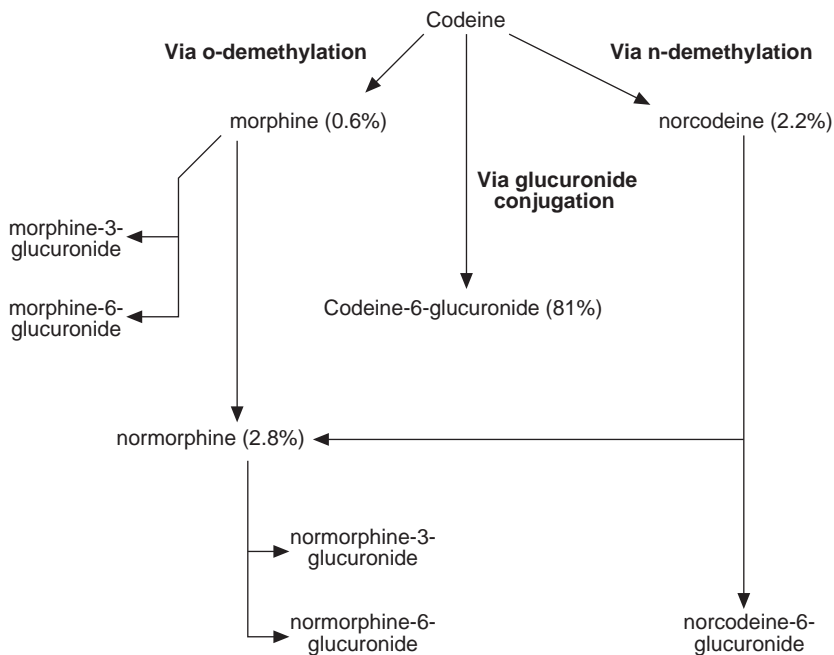 Codeine
Via o-demethylation
Via n-demethylation
morphine (0.6%)
norcodeine (2.2%)
Via glucuronide
conjugation
morphine-3-
glucuronide
morphine-6-
glucuronide
Codeine-6-glucuronide (81%)
normorphine (2.8%)
normorphine-3-
glucuronide
normorphine-6-
glucuronide
norcodeine-6-
glucuronide